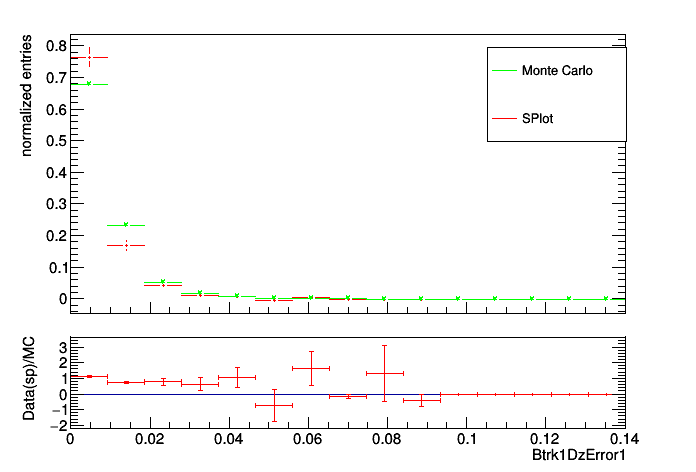 normalized entries
0.8
0.7
0.6
0.5
0.4
0.3
0.2
0.1
0
Monte Carlo
SPlot
Data(sp)/MC
3
2
1
0
−1
−2
0 0.02 0.04 0.06 0.08 0.1 0.12 0.14
Btrk1DzError1